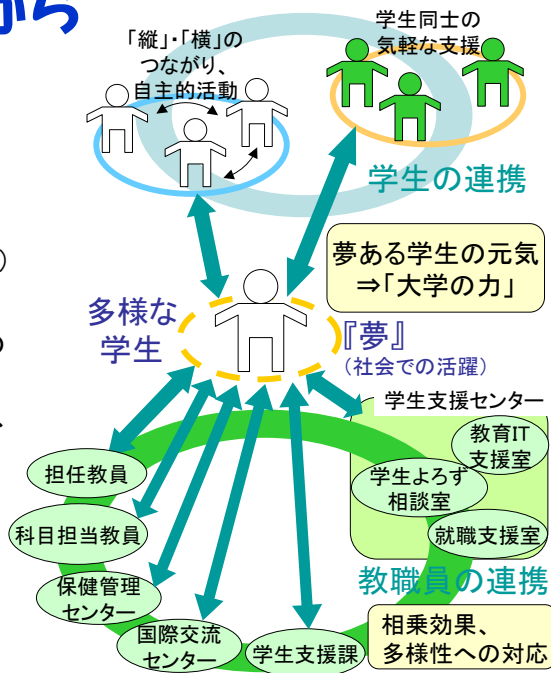 から
「縦」・「横」の
つながり、
自主的活動
学生同士の
気軽な支援
学生の連携
夢ある学生の元気
⇒「大学の力」
多様な
学生
『夢』
(社会での活躍)
学生支援センター
教育IT
支援室
学生よろず
相談室
就職支援室
担任教員
科目担当教員
保健管理
センター
国際交流
センター
学生支援課
教職員の連携
相乗効果、
多様性への対応